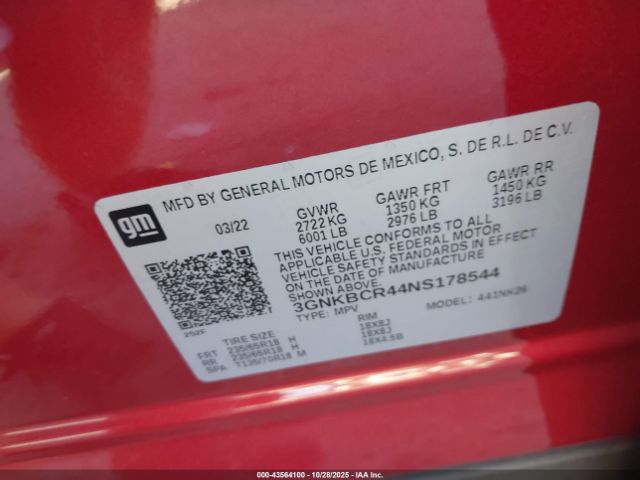 gm
MFD BY GENERAL MOTORS DE MEXICO, S. DE R.L. DE C.V.
03/22
GVWR
2722 KG
6001 LB
GAWR FRT
1350 KG
2976 LB
GAWR RR
1450 KG
3196 LB
THIS VEHICLE CONFORMS TO ALL
APPLICABLE U.S. FEDERAL MOTOR
VEHICLE SAFETY STANDARDS IN EFFECT
ON THE DATE OF MANUFACTURE
SHOWN ABOVE.
3GNKBCR44NS178544
TYPE: MPV
MODEL: 441NK26
252F
TIRE SIZE
RIM
FRT 235/65R18 H 18X8J
RR 235/65R18 H 18X8J
SPA T135/70R18 M 18X4.5B
000-43564100 10/28/2025 IAAI.com